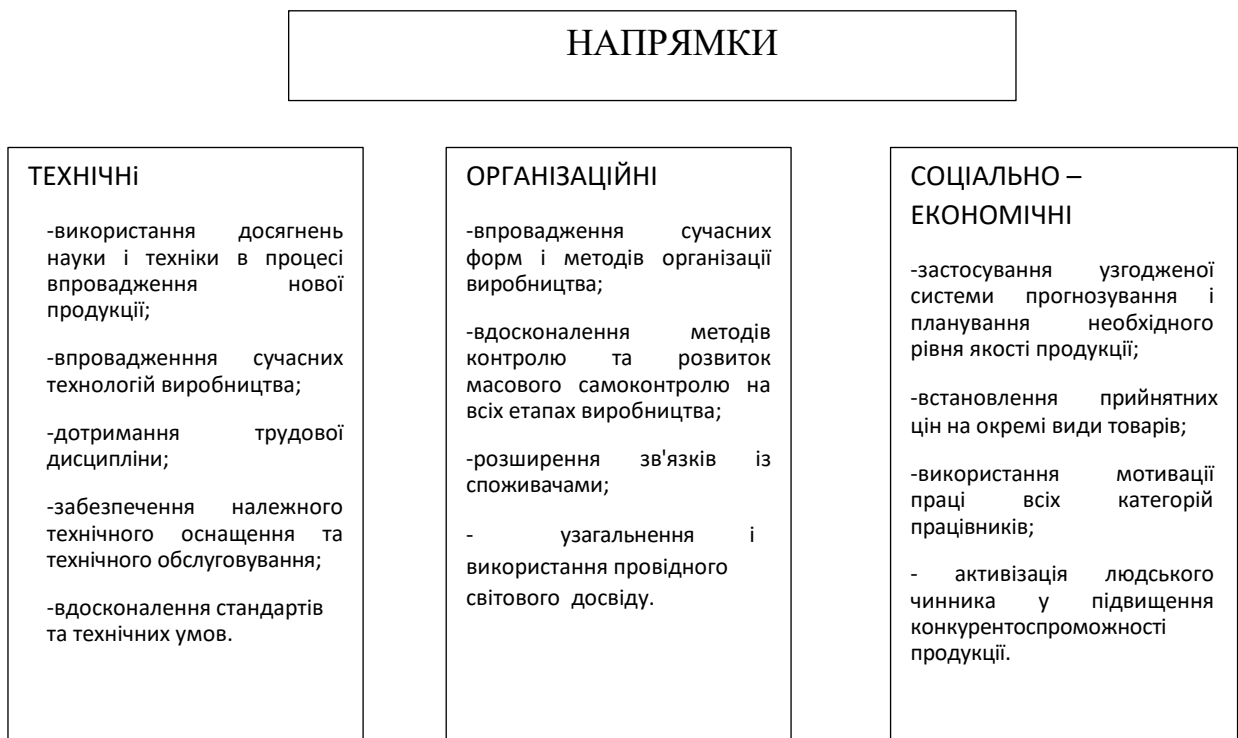 НАПРЯМКИ
ТЕХНІЧНі
-використання досягнень
науки і техніки в процесі
впровадження нової
продукції;
-впровадженння сучасних
технологій виробництва;
-дотримання трудової
дисципліни;
-забезпечення належного
технічного оснащення та
технічного обслуговування;
-вдосконалення стандартів
та технічних умов.
ОРГАНІЗАЦІЙНІ
-впровадження сучасних
форм і методів організації
виробництва;
-вдосконалення методів
контролю та розвиток
масового самоконтролю на
всіх етапах виробництва;
-розширення зв'язків із
споживачами;
- узагальнення і
використання провідного
світового досвіду.
СОЦІАЛЬНО –
ЕКОНОМІЧНІ
-застосування узгодженої
системи прогнозування і
планування необхідного
рівня якості продукції;
-встановлення прийнятних
цін на окремі види товарів;
-використання мотивації
праці всіх категорій
працівників;
- активізація людського
чинника у підвищення
конкурентоспроможності
продукції.